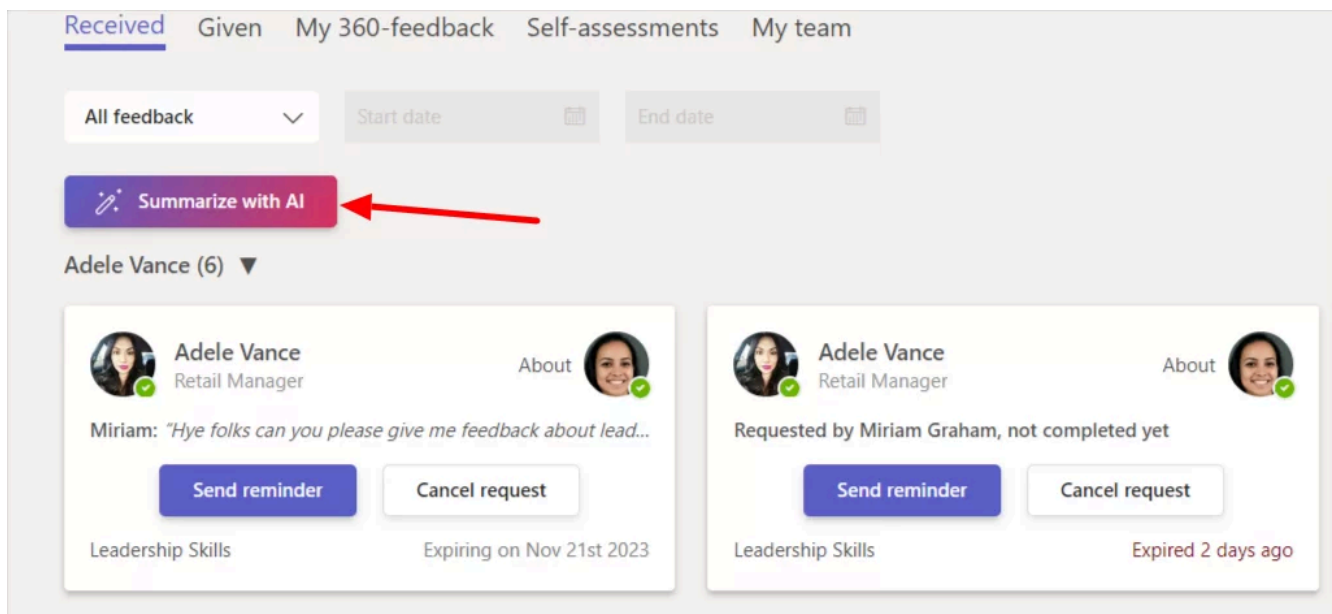 Received Given My 360-feedback Self-assessments My team
All feedback Start date End date
Summarize with AI
Adele Vance (6)
Adele Vance
Retail Manager
About
Miriam: "Hye folks can you please give me feedback about lead...
Send reminder Cancel request
Leadership Skills Expiring on Nov 21st 2023
Adele Vance
Retail Manager
About
Requested by Miriam Graham, not completed yet
Send reminder Cancel request
Leadership Skills Expired 2 days ago